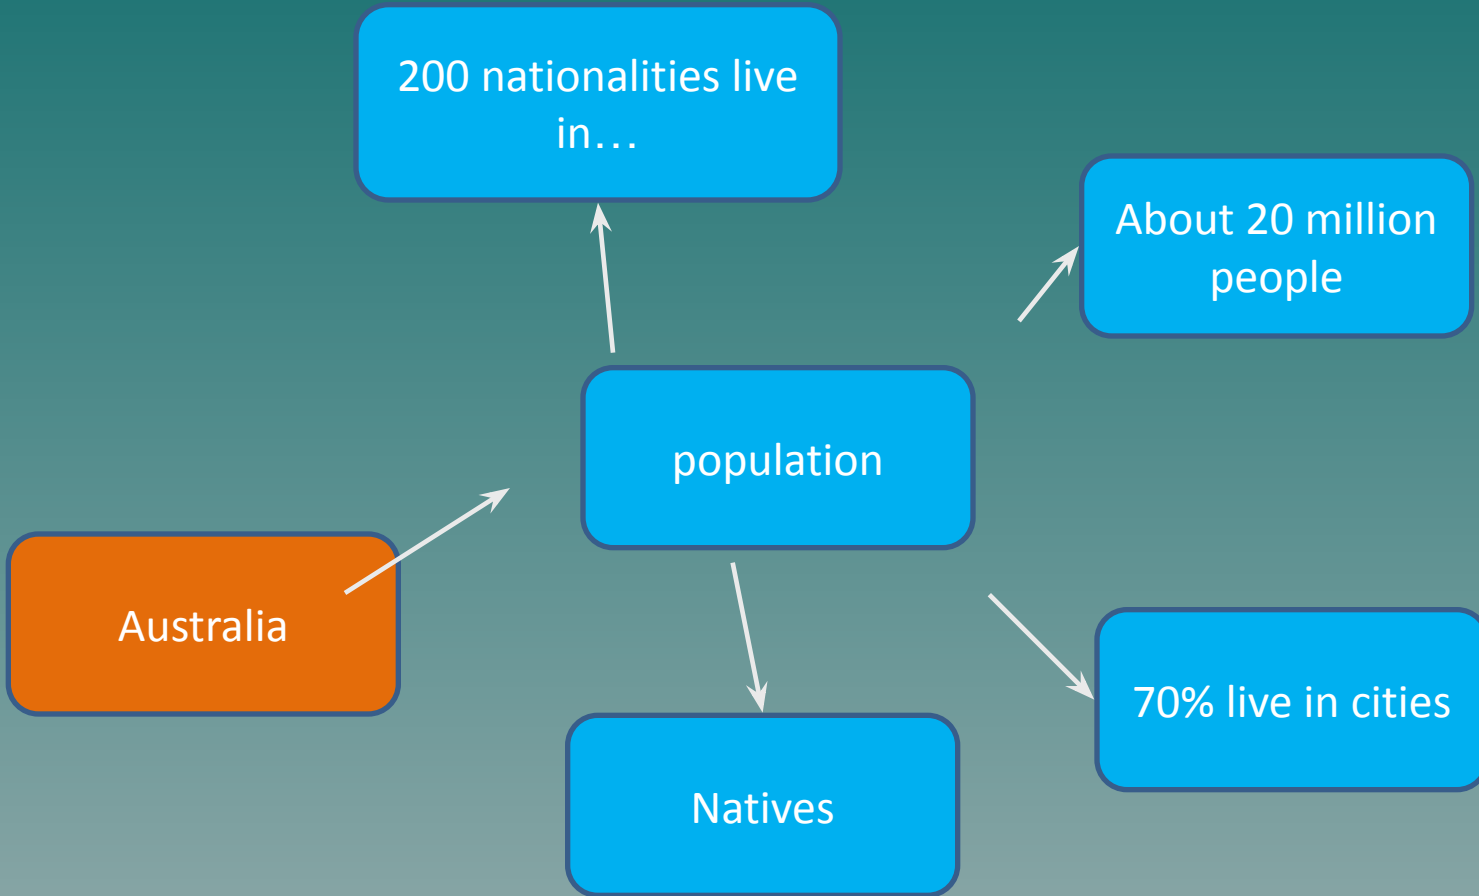 200 nationalities live
in…
About 20 million
people
population
Australia
70% live in cities
Natives